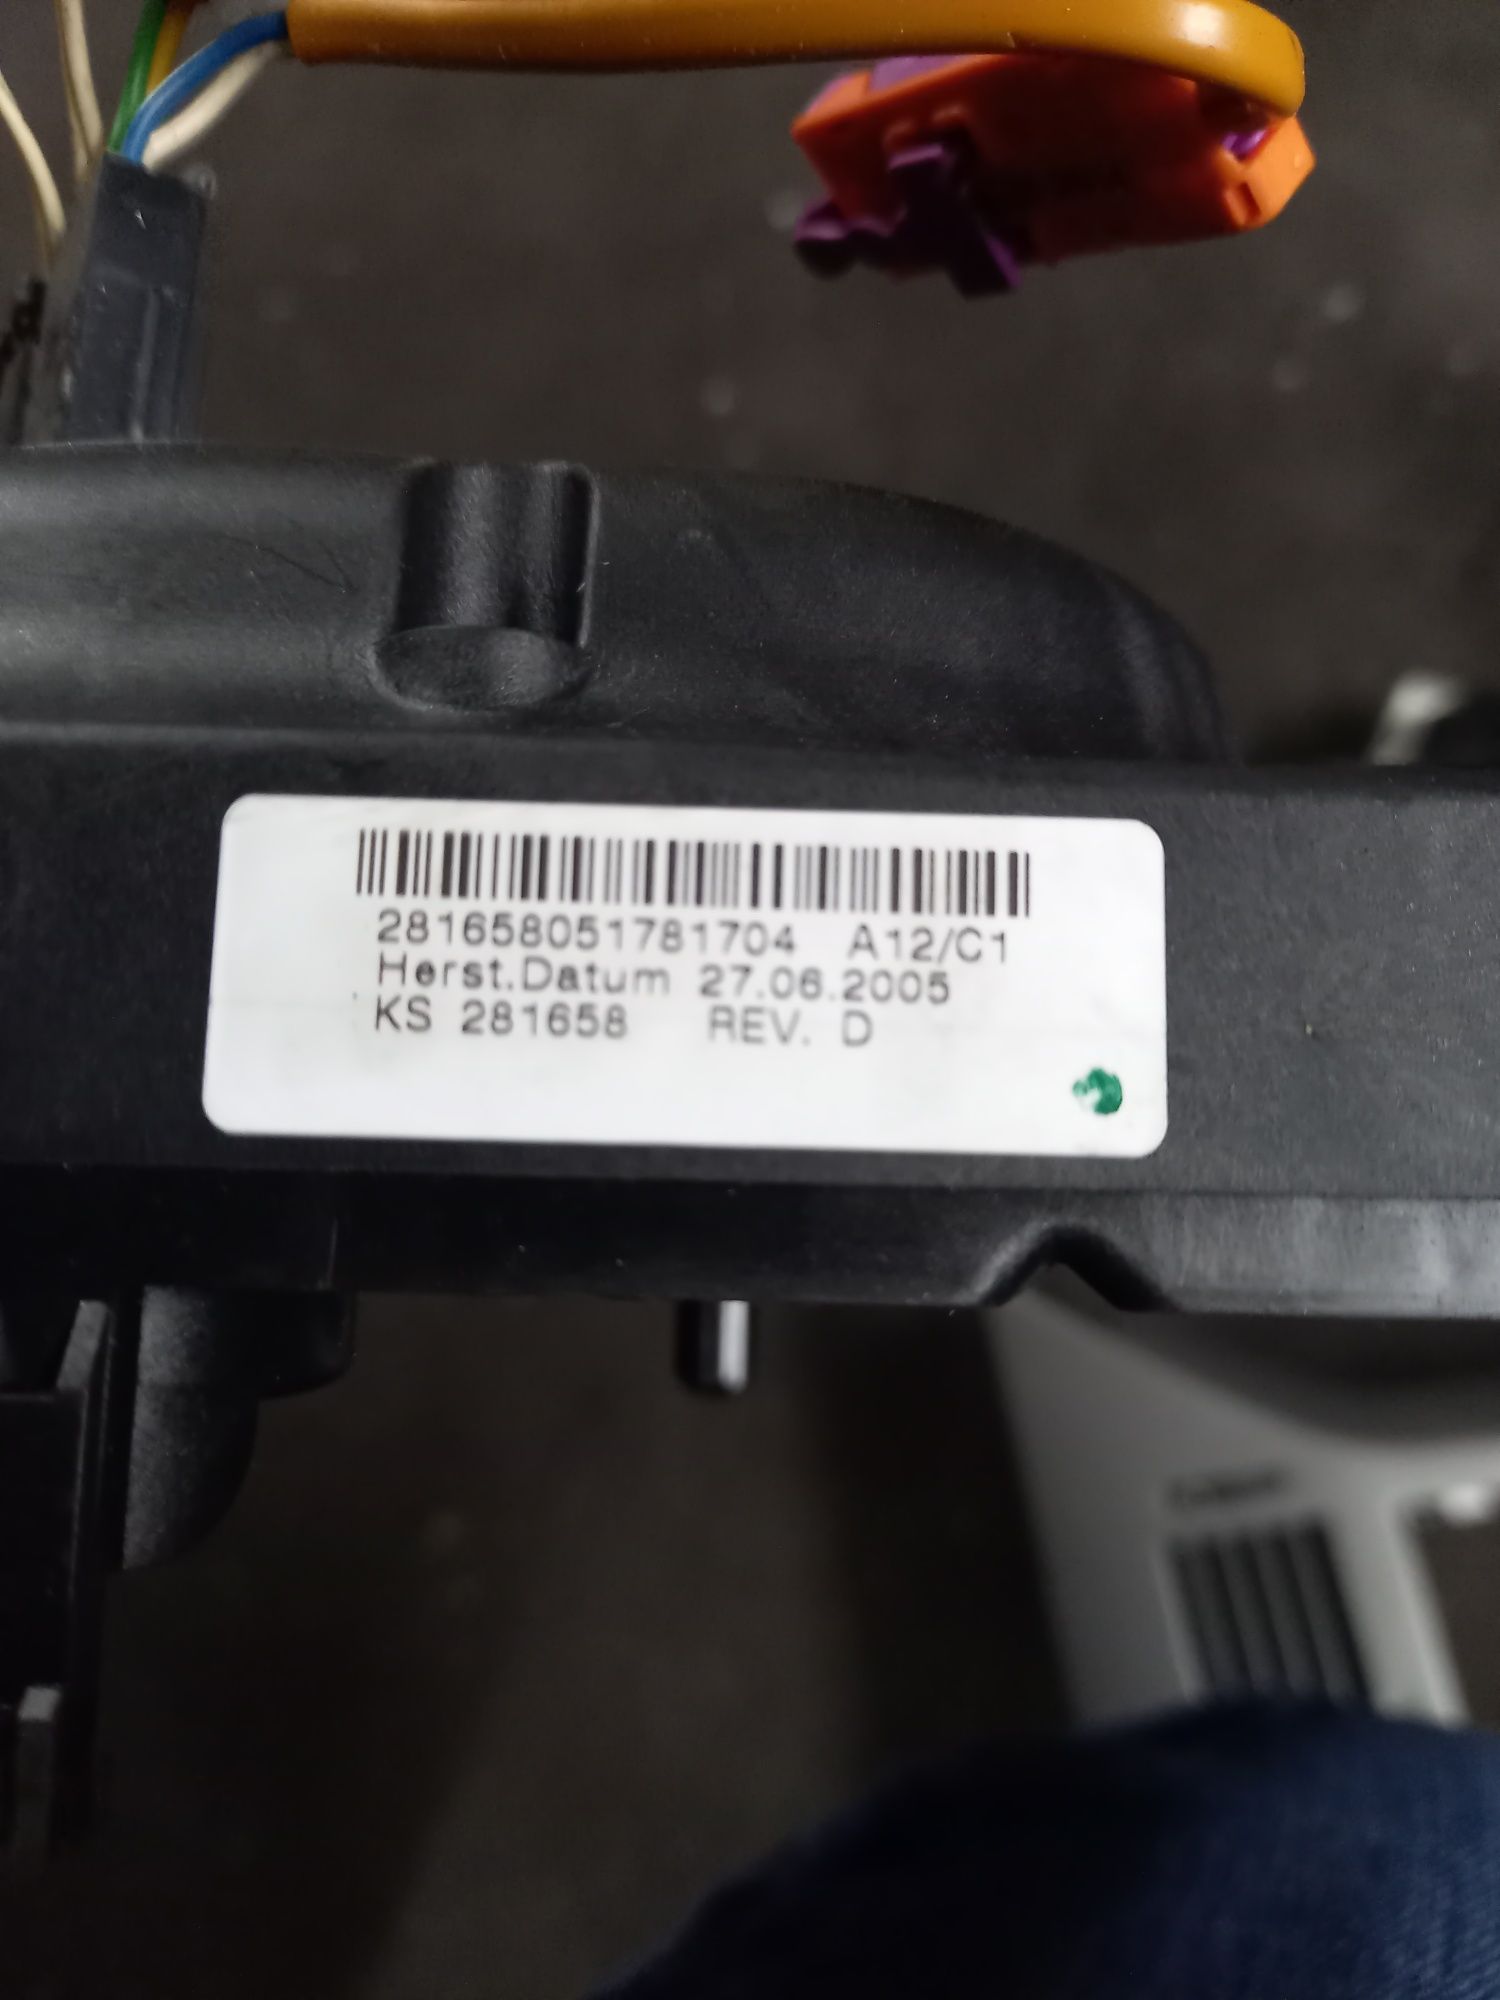 281658051781704 A12/C1
Herst.Datum 27.06.2005
KS 281658 REV. D